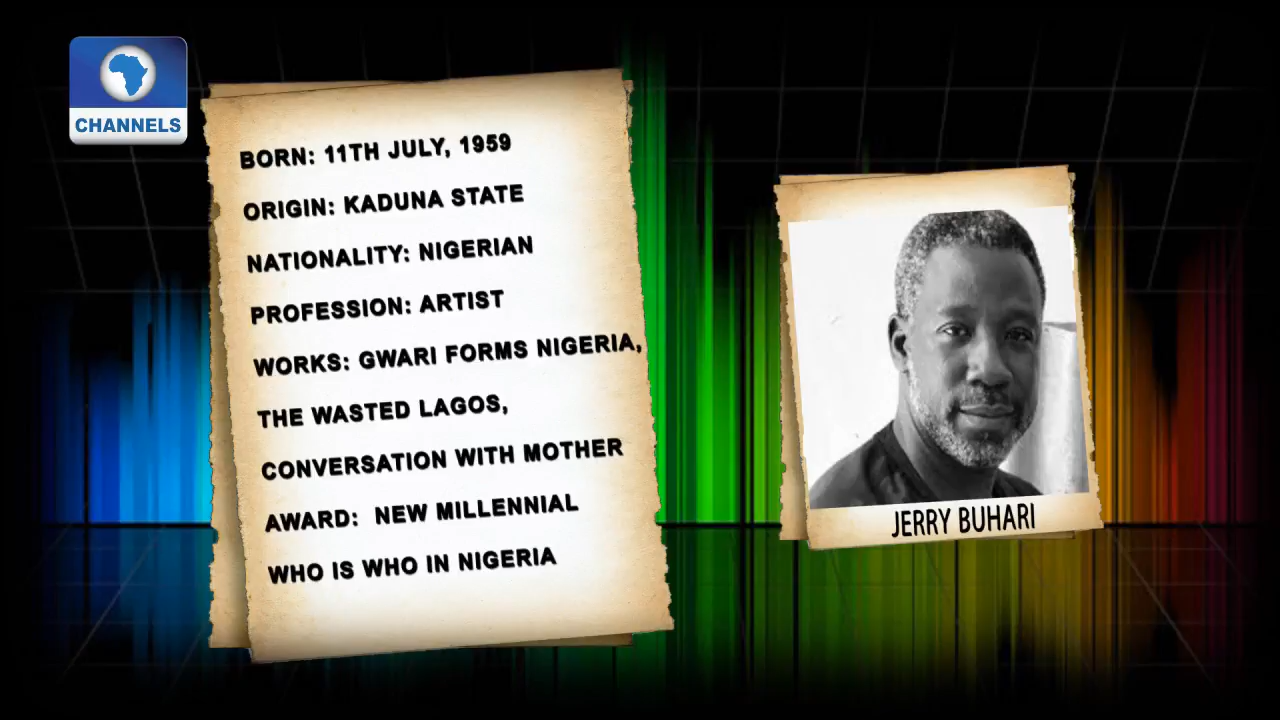 CHANNELS
BORN: 11TH JULY, 1959
ORIGIN: KADUNA STATE
NATIONALITY: NIGERIAN
PROFESSION: ARTIST
WORKS: GWARI FORMS NIGERIA,
THE WASTED LAGOS,
CONVERSATION WITH MOTHER
AWARD: NEW MILLENNIAL
WHO IS WHO IN NIGERIA
JERRY BUHARI